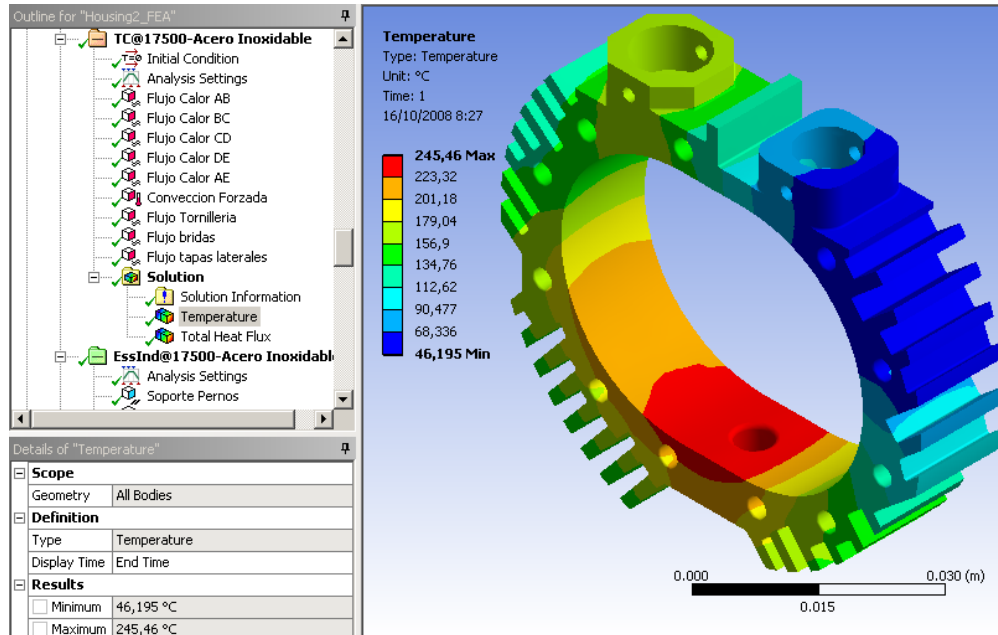 Outline for "Housing2_FEA"
TC@17500-Acero Inoxidable
T=0 Initial Condition
Analysis Settings
Flujo Calor AB
Flujo Calor BC
Flujo Calor CD
Flujo Calor DE
Flujo Calor AE
Conveccion Forzada
Flujo Tornilleria
Flujo bridas
Flujo tapas laterales
Solution
Solution Information
Temperature
Total Heat Flux
EssInd@17500-Acero Inoxidabl
Analysis Settings
Soporte Pernos
Details of "Temperature"
Scope
Geometry All Bodies
Definition
Type Temperature
Display Time End Time
Results
Minimum 46,195 °C
Maximum 245,46 °C
Temperature
Type: Temperature
Unit: °C
Time: 1
16/10/2008 8:27
245,46 Max
223,32
201,18
179,04
156,9
134,76
112,62
90,477
68,336
46,195 Min
0.000 0.030 (m)
0.015